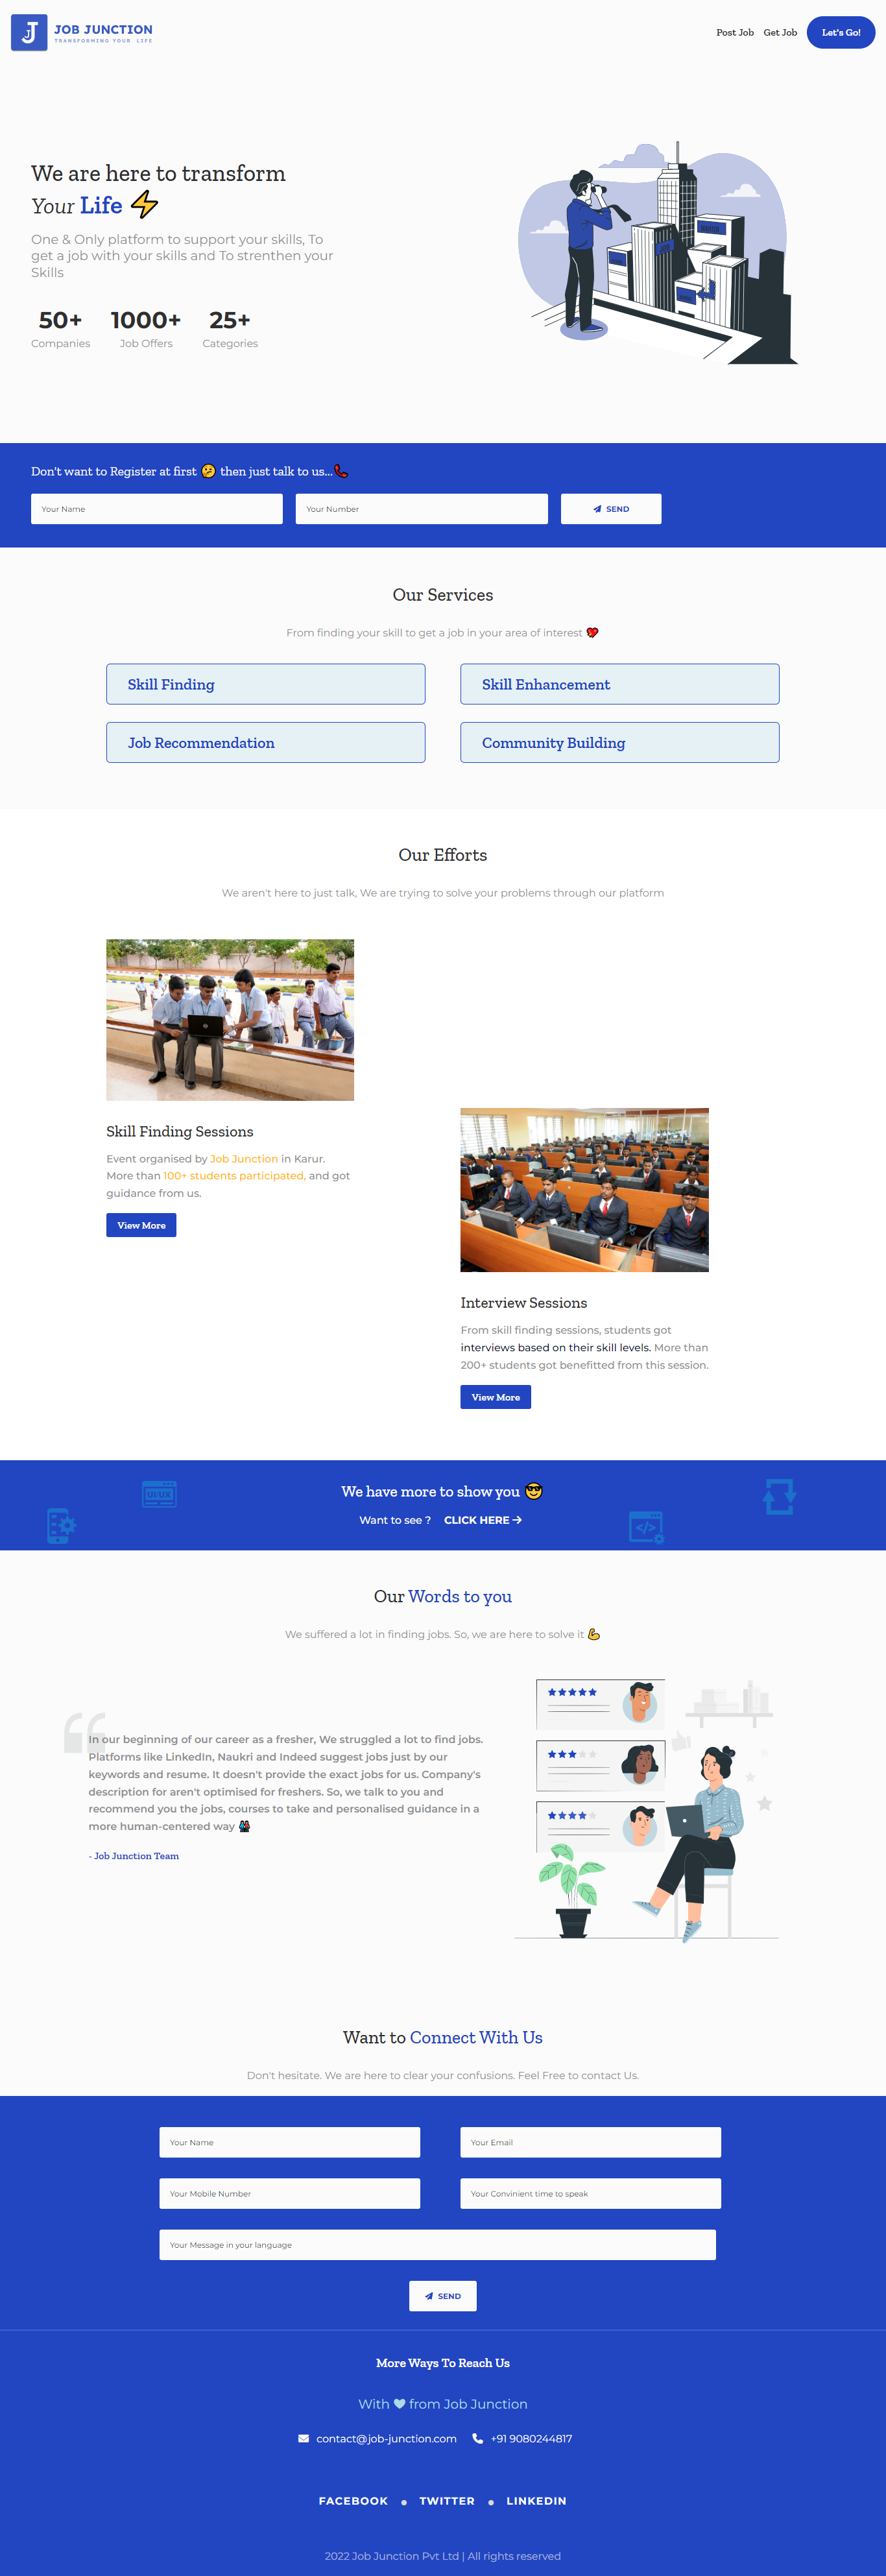 JOB JUNCTION
TRANSFORMING YOUR LIFE
Post Job
Get Job
Let's Go!
We are here to transform
Your Life ⚡
One & Only platform to support your skills, To
get a job with your skills and To strenthen your
Skills
50+
1000+
25+
Companies
Job Offers
Categories
Don't want to Register at first 🤔 then just talk to us...📞
Your Name
Your Number
SEND
Our Services
From finding your skill to get a job in your area of interest 💖
Skill Finding
Skill Enhancement
Job Recommendation
Community Building
Our Efforts
We aren't here to just talk, We are trying to solve your problems through our platform
Skill Finding Sessions
Event organised by Job Junction in Karur.
More than 100+ students participated, and got
guidance from us.
View More
Interview Sessions
From skill finding sessions, students got
interviews based on their skill levels. More than
200+ students got benefitted from this session.
View More
UI/UX
</>
We have more to show you 😎
Want to see ? CLICK HERE →
Our Words to you
We suffered a lot in finding jobs. So, we are here to solve it 💪
“
In our beginning of our career as a fresher, We struggled a lot to find jobs.
Platforms like LinkedIn, Naukri and Indeed suggest jobs just by our
keywords and resume. It doesn't provide the exact jobs for us. Company's
description for aren't optimised for freshers. So, we talk to you and
recommend you the jobs, courses to take and personalised guidance in a
more human-centered way 👥
- Job Junction Team
Want to Connect With Us
Don't hesitate. We are here to clear your confusions. Feel Free to contact Us.
Your Name
Your Email
Your Mobile Number
Your Convinient time to speak
Your Message in your language
SEND
More Ways To Reach Us
With ♥ from Job Junction
contact@job-junction.com
+91 9080244817
FACEBOOK ● TWITTER ● LINKEDIN
2022 Job Junction Pvt Ltd | All rights reserved